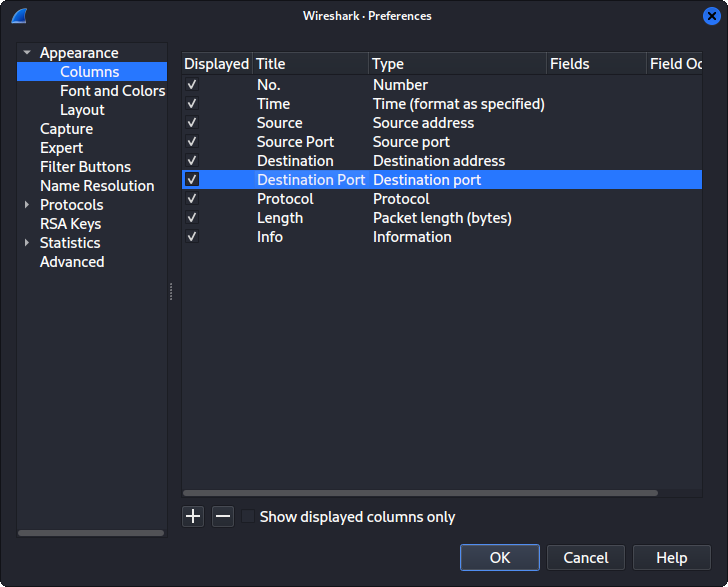 Wireshark · Preferences
Appearance
Columns
Font and Colors
Layout
Capture
Expert
Filter Buttons
Name Resolution
Protocols
RSA Keys
Statistics
Advanced
Displayed Title Type Fields Field Oc
No. Number
Time Time (format as specified)
Source Source address
Source Port Source port
Destination Destination address
Destination Port Destination port
Protocol Protocol
Length Packet length (bytes)
Info Information
Show displayed columns only
OK Cancel Help